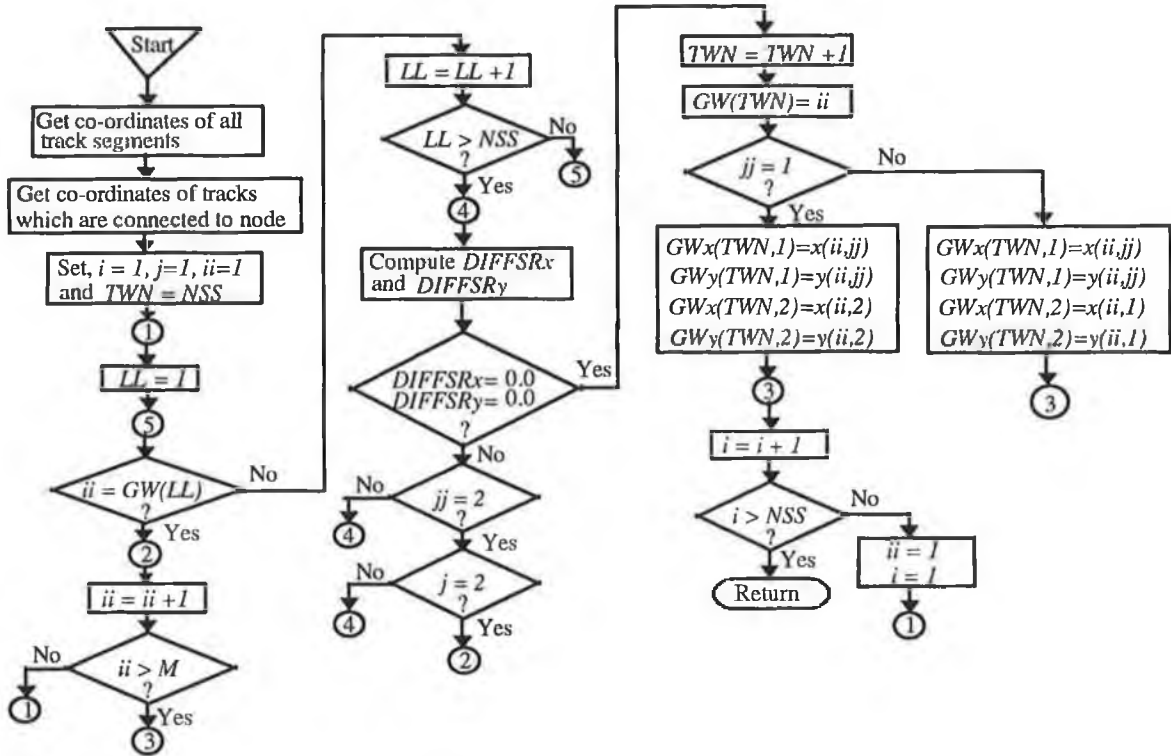 Start
Get co-ordinates of all
track segments
Get co-ordinates of tracks
which are connected to node
Set, i = 1, j=1, ii=1
and TWN = NSS
1
LL = 1
5
ii = GW(LL)
?
No
Yes
2
ii = ii +1
ii > M
?
No
1
Yes
3
LL = LL +1
LL > NSS
?
No
5
Yes
4
Compute DIFFSRx
and DIFFSRy
DIFFSRx= 0.0
DIFFSRy= 0.0
?
Yes
No
jj = 2
?
No
4
Yes
j = 2
?
No
4
Yes
2
TWN = TWN +1
GW(TWN)= ii
jj = 1
?
No
Yes
GWx(TWN,1)=x(ii,jj)
GWy(TWN,1)=y(ii,jj)
GWx(TWN,2)=x(ii,2)
GWy(TWN,2)=y(ii,2)
GWx(TWN,1)=x(ii,jj)
GWy(TWN,1)=y(ii,jj)
GWx(TWN,2)=x(ii,1)
GWy(TWN,2)=y(ii,1)
3
3
i = i + 1
i > NSS
?
No
Yes
Return
ii = 1
i = 1
1